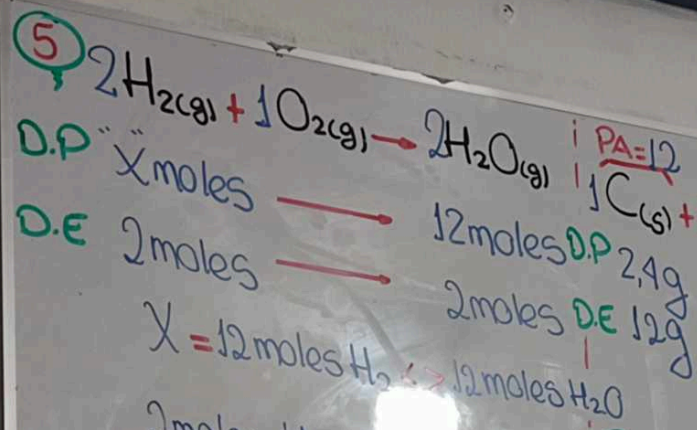 5
2H₂(g) + 1O₂(g) → 2H₂O(g)
D.P "X" moles → 12 moles
D.E 2 moles → 2 moles
X = 12 moles H₂ <> 12 moles H₂O
PA = 12
1C(s) +
D.P 2,4g
D.E 12g